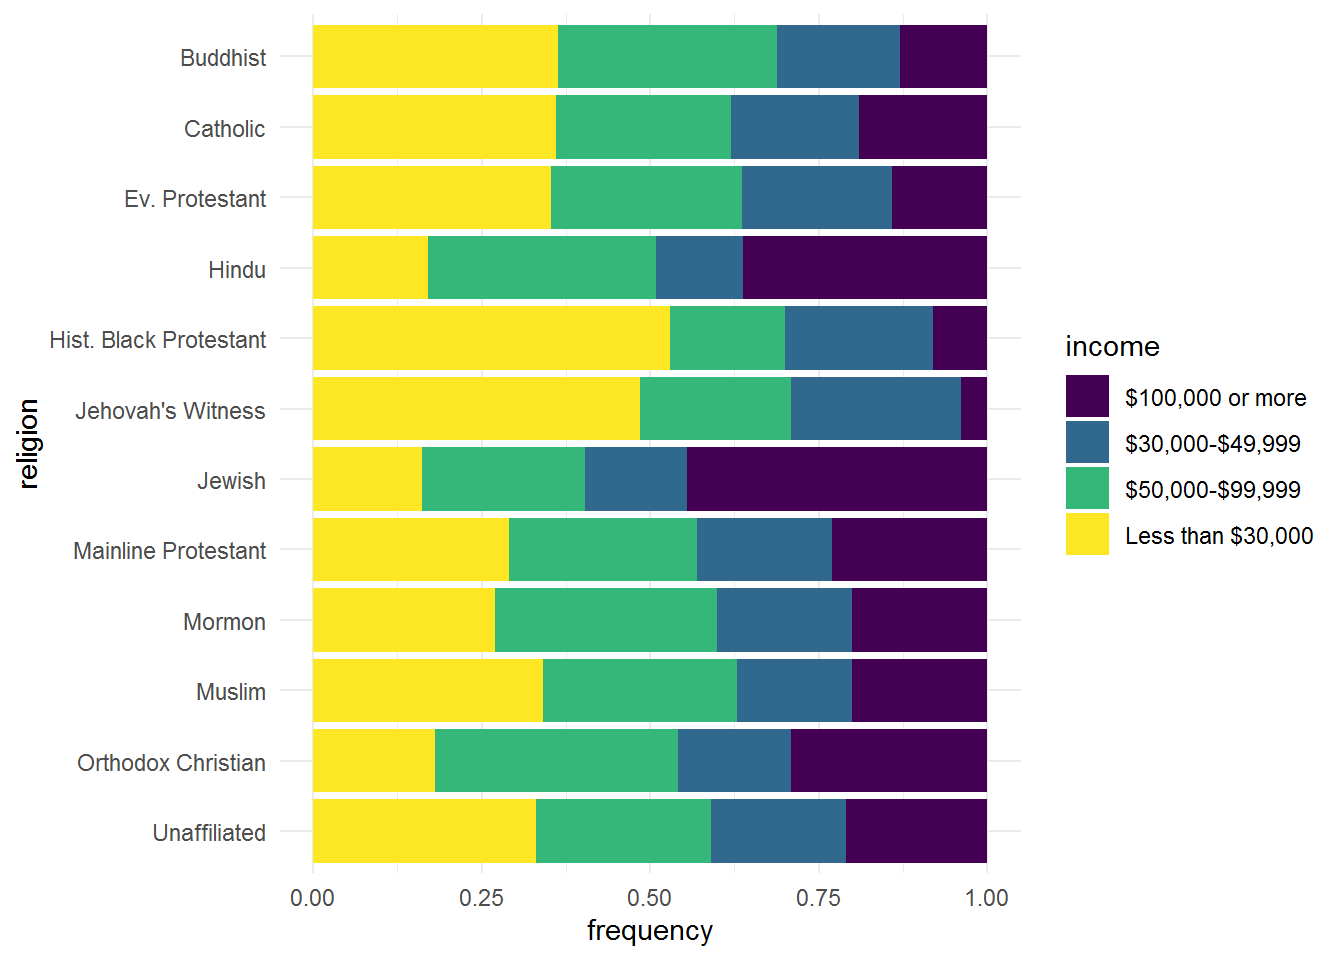 religion
Buddhist
Catholic
Ev. Protestant
Hindu
Hist. Black Protestant
Jehovah's Witness
Jewish
Mainline Protestant
Mormon
Muslim
Orthodox Christian
Unaffiliated
0.00 0.25 0.50 0.75 1.00
frequency
income
$100,000 or more
$30,000-$49,999
$50,000-$99,999
Less than $30,000